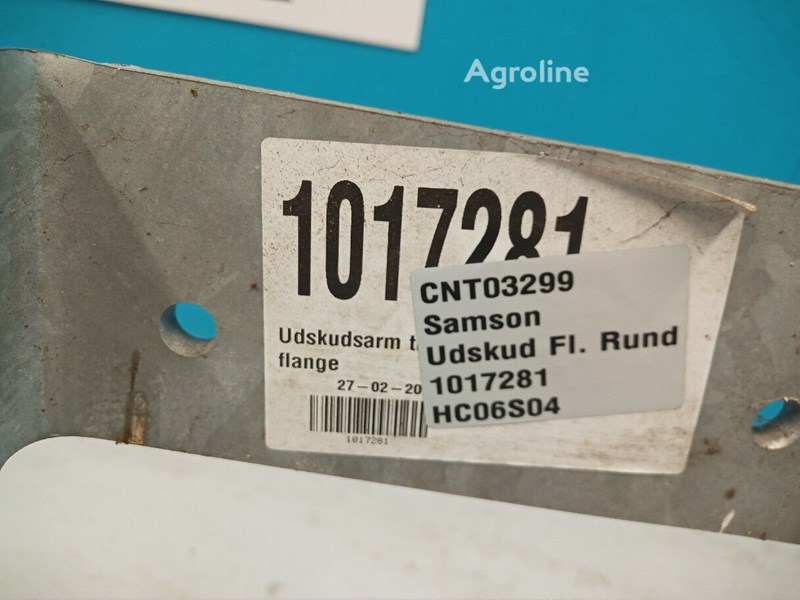 Agroline
1017281
Udskudsarm
flange
27-02-20
1017281
CNT03299
Samson
Udskud Fl. Rund
1017281
HC06S04